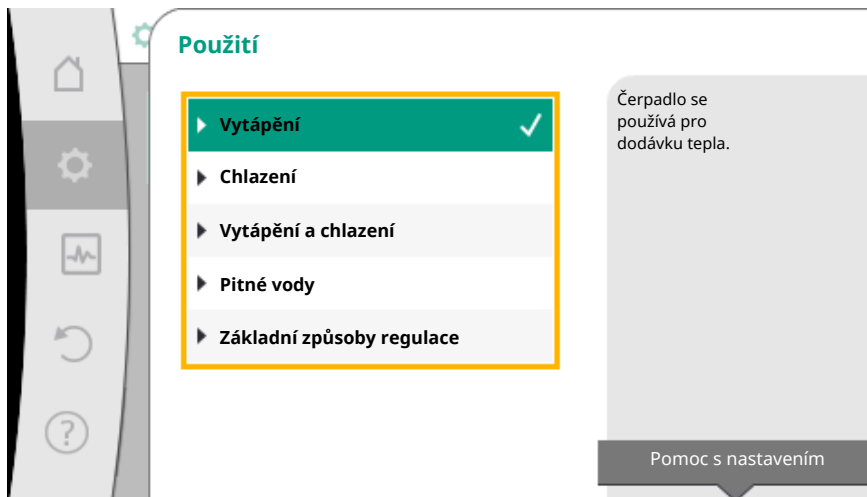 Použití
Vytápění
Chlazení
Vytápění a chlazení
Pitné vody
Základní způsoby regulace
Čerpadlo se
používá pro
dodávku tepla.
Pomoc s nastavením
?